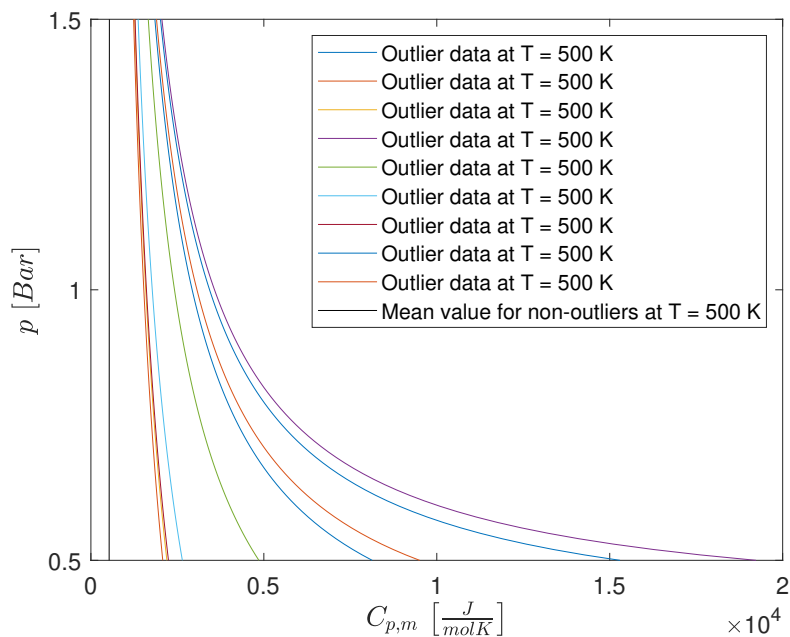 1.5
Outlier data at T = 500 K
Outlier data at T = 500 K
Outlier data at T = 500 K
Outlier data at T = 500 K
Outlier data at T = 500 K
Outlier data at T = 500 K
Outlier data at T = 500 K
Outlier data at T = 500 K
Outlier data at T = 500 K
Mean value for non-outliers at T = 500 K
p [Bar]
1
0.5
0 0.5 1 1.5 2
C_{p,m} [\frac{J}{molK}]
×10^4